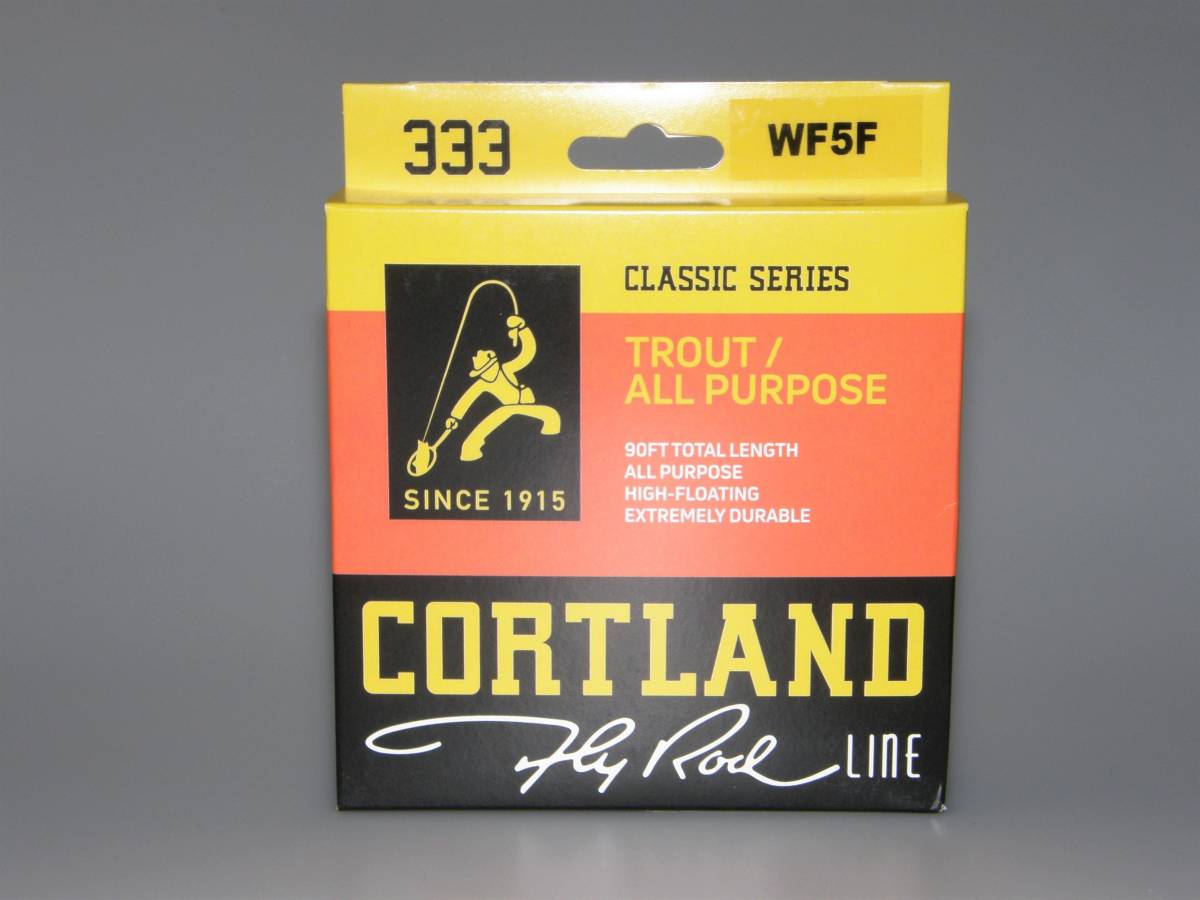 333
WF5F
CLASSIC SERIES
TROUT /
ALL PURPOSE
90FT TOTAL LENGTH
ALL PURPOSE
HIGH-FLOATING
EXTREMELY DURABLE
SINCE 1915
CORTLAND
Fly Rod LINE